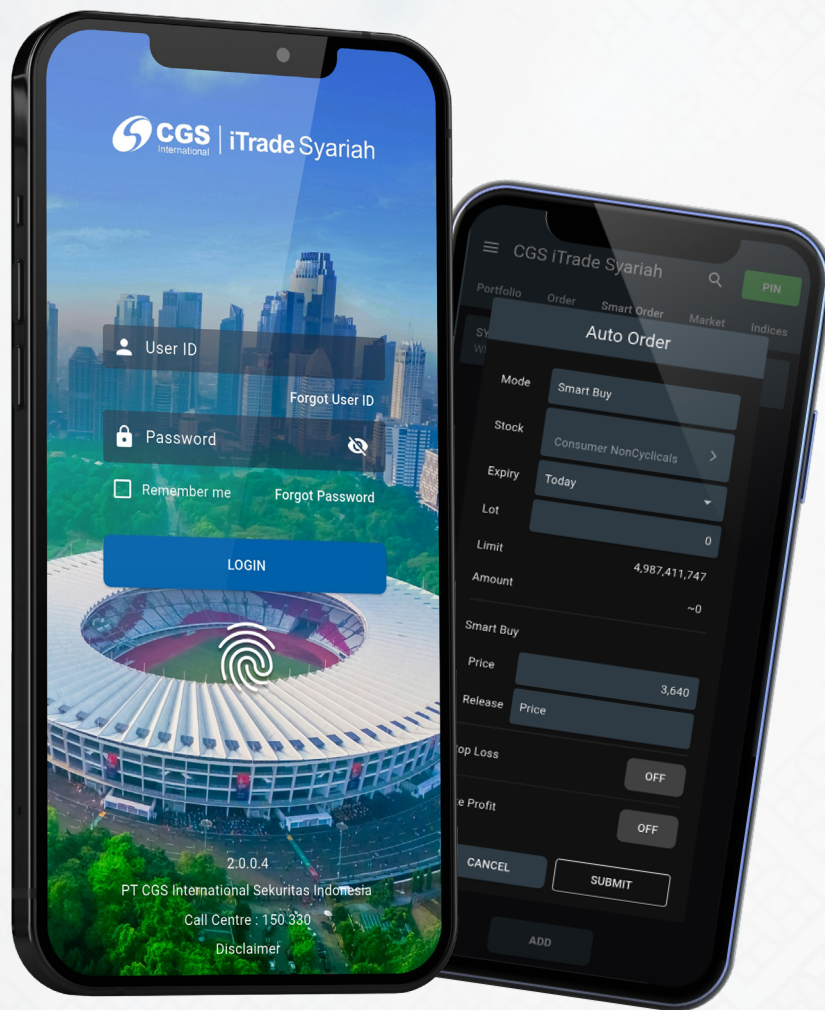 CGS
International
iTrade Syariah
User ID
Forgot User ID
Password
Remember me
Forgot Password
LOGIN
2.0.0.4
PT CGS International Sekuritas Indonesia
Call Centre : 150 330
Disclaimer
CGS iTrade Syariah
PIN
Portfolio
Order
Smart Order
Market
Indices
Auto Order
Mode
Smart Buy
Stock
Consumer NonCyclicals
Expiry
Today
Lot
0
Limit
4,987,411,747
Amount
~0
Smart Buy
Price
3,640
Release
Price
op Loss
OFF
e Profit
OFF
CANCEL
SUBMIT
ADD